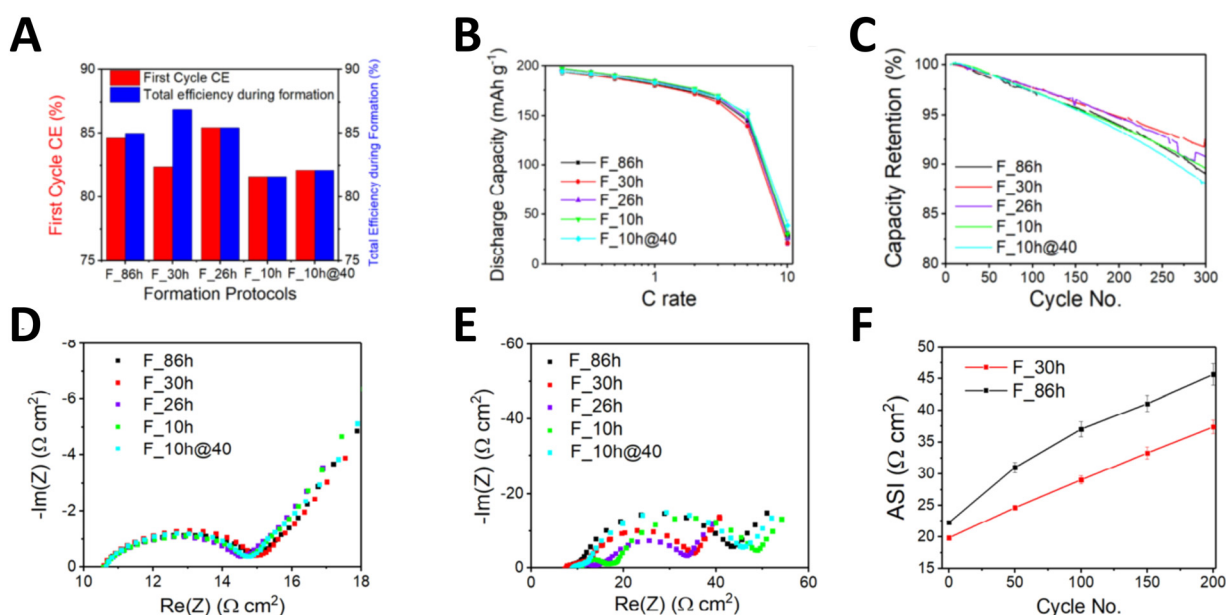 A
90
85
80
75
First Cycle CE (%)
First Cycle CE
Total efficiency during formation
90
85
80
75
Total Efficiency during Formation (%)
F_86h F_30h F_26h F_10h F_10h@40
Formation Protocols
B
200
150
100
50
0
Discharge Capacity (mAh g⁻¹)
F_86h
F_30h
F_26h
F_10h
F_10h@40
1 10
C rate
C
100
95
90
85
80
Capacity Retention (%)
F_86h
F_30h
F_26h
F_10h
F_10h@40
0 50 100 150 200 250 300
Cycle No.
D
-8
-6
-4
-2
0
-Im(Z) (Ω cm²)
F_86h
F_30h
F_26h
F_10h
F_10h@40
10 12 14 16 18
Re(Z) (Ω cm²)
E
-60
-40
-20
0
-Im(Z) (Ω cm²)
F_86h
F_30h
F_26h
F_10h
F_10h@40
0 20 40 60
Re(Z) (Ω cm²)
F
50
45
40
35
30
25
20
15
ASI (Ω cm²)
F_30h
F_86h
0 50 100 150 200
Cycle No.